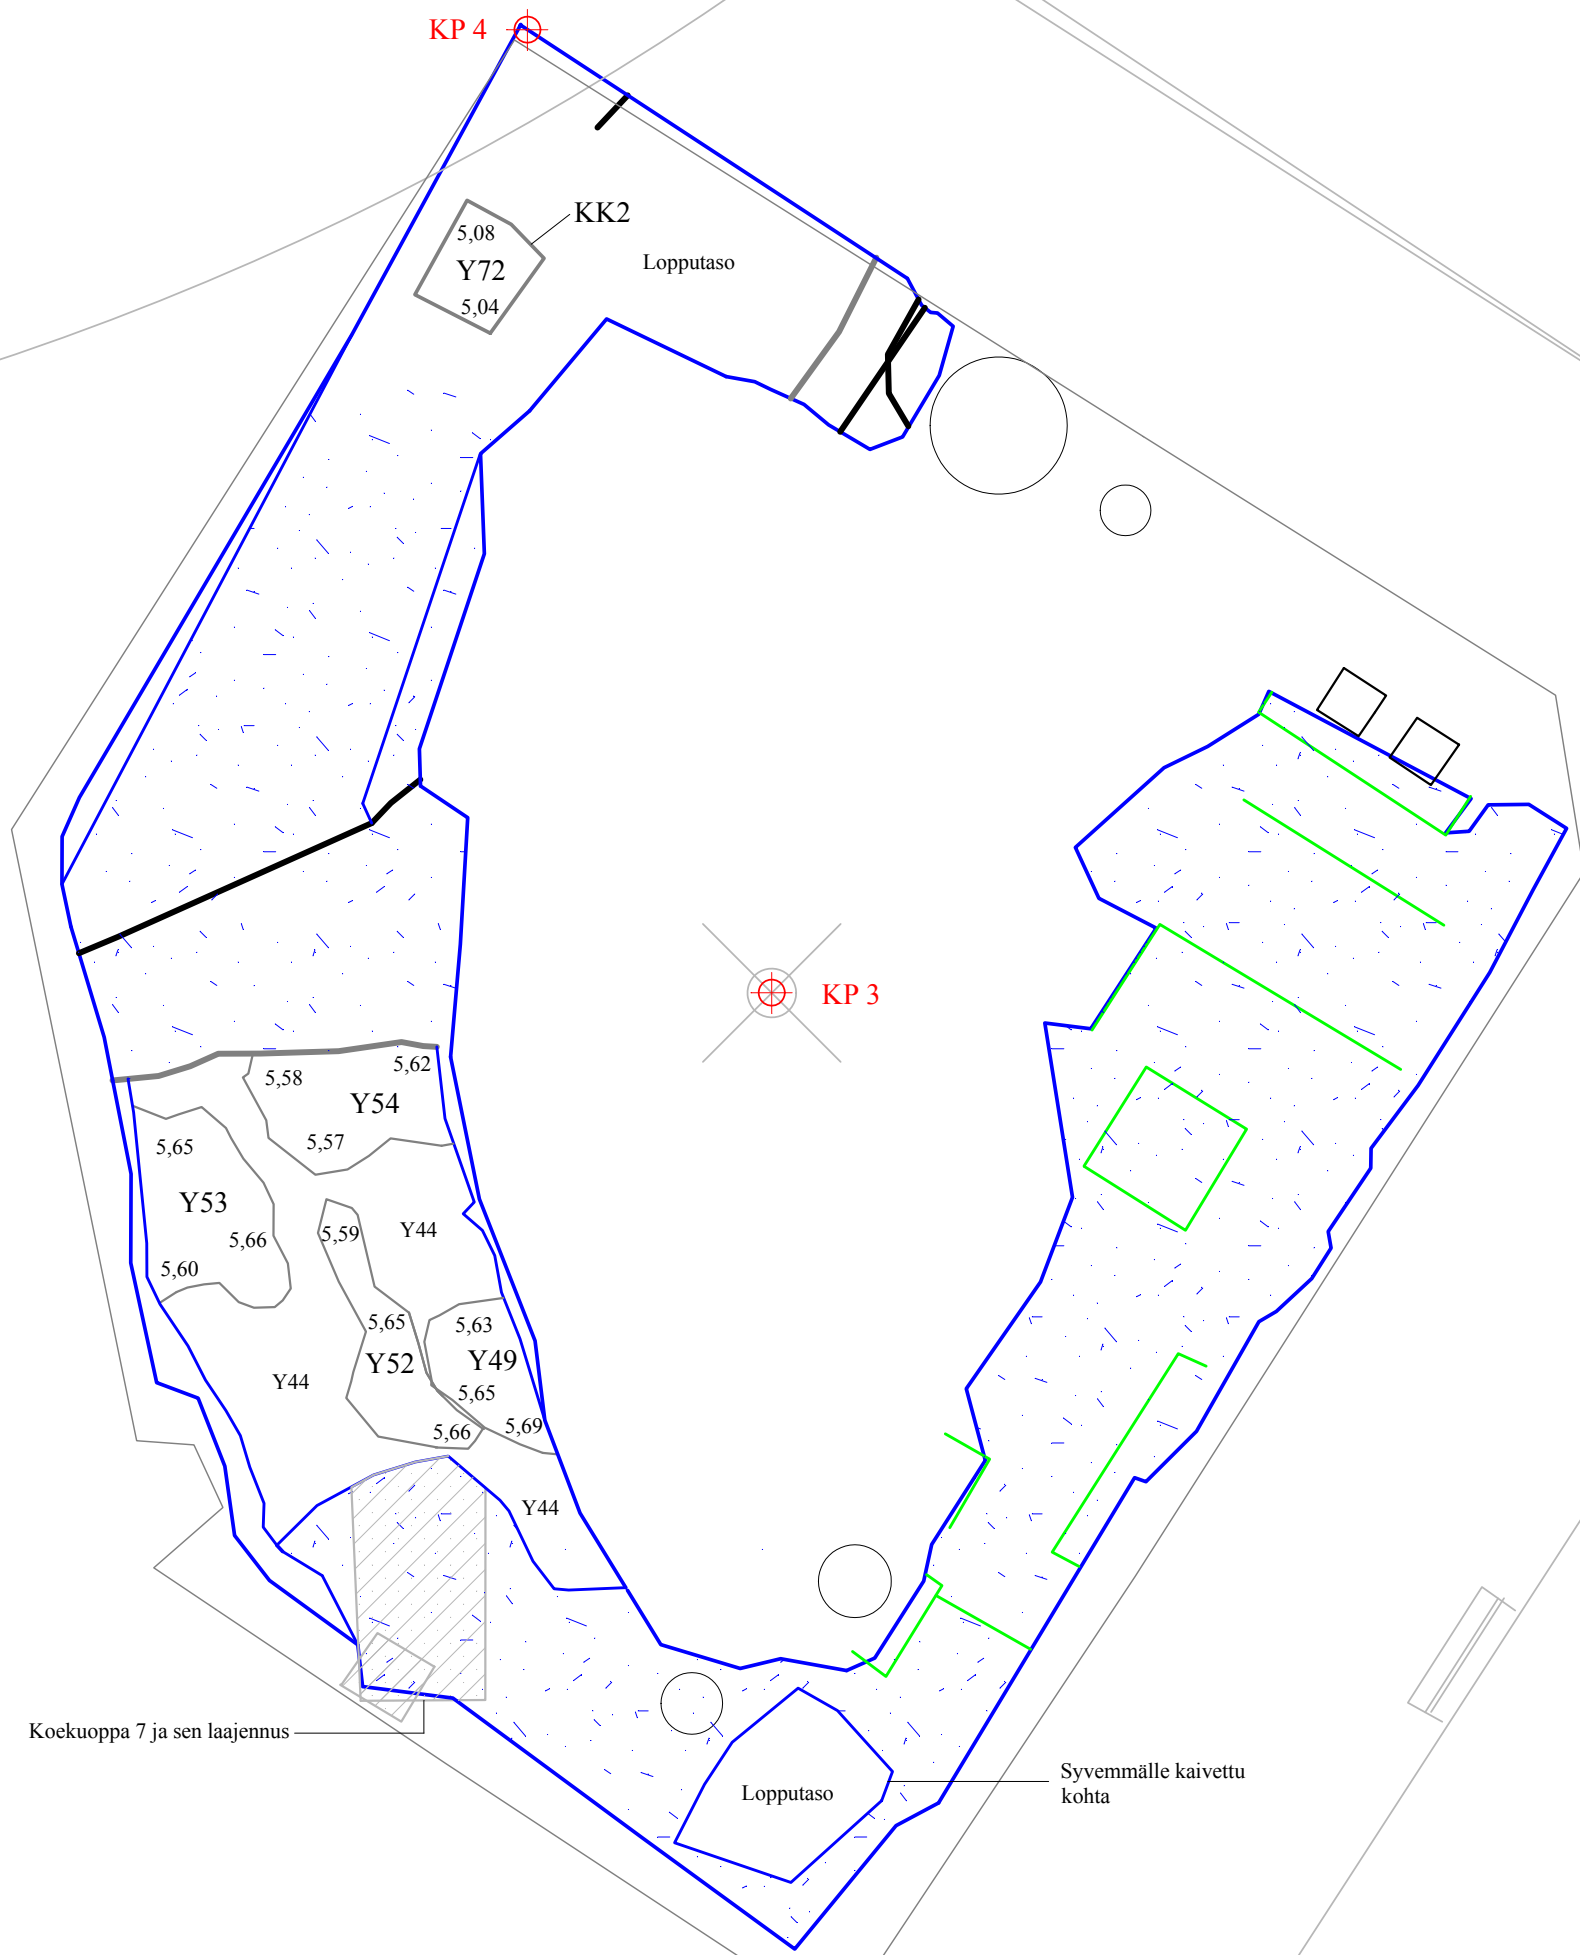 KP 4
KK2
5,08
Y72
5,04
Lopputaso
KP 3
5,62
5,58
Y54
5,57
5,65
Y53
5,66
5,60
5,59
Y44
5,65
Y52
5,63
Y49
5,65
5,69
5,66
Y44
Y44
Koekuoppa 7 ja sen laajennus
Lopputaso
Syvemmälle kaivettu
kohta